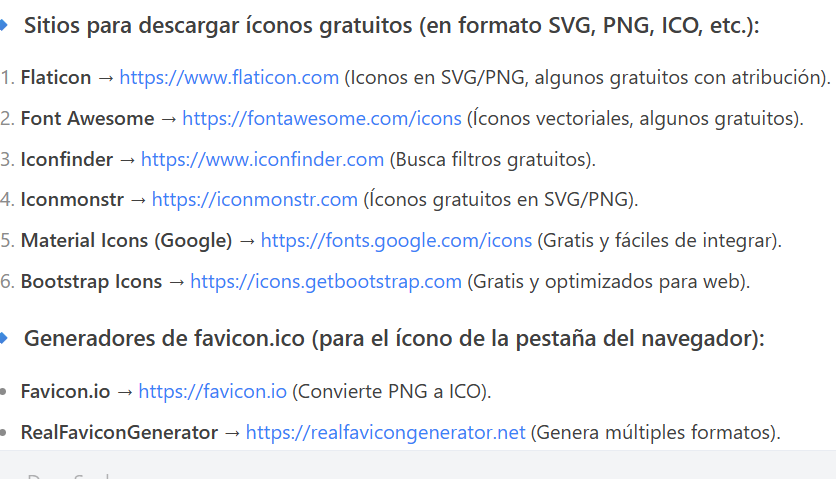 Sitios para descargar íconos gratuitos (en formato SVG, PNG, ICO, etc.):
1. Flaticon → https://www.flaticon.com (Iconos en SVG/PNG, algunos gratuitos con atribución).
2. Font Awesome → https://fontawesome.com/icons (Íconos vectoriales, algunos gratuitos).
3. Iconfinder → https://www.iconfinder.com (Busca filtros gratuitos).
4. Iconmonstr → https://iconmonstr.com (Íconos gratuitos en SVG/PNG).
5. Material Icons (Google) → https://fonts.google.com/icons (Gratis y fáciles de integrar).
6. Bootstrap Icons → https://icons.getbootstrap.com (Gratis y optimizados para web).
Generadores de favicon.ico (para el ícono de la pestaña del navegador):
• Favicon.io → https://favicon.io (Convierte PNG a ICO).
• RealFaviconGenerator → https://realfavicongenerator.net (Genera múltiples formatos).